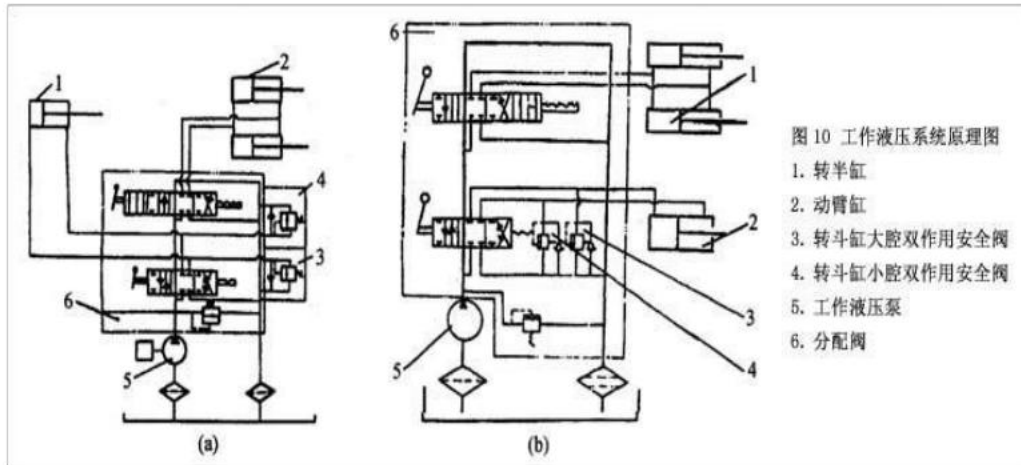 1
2
4
3
6
5
(a)
6
1
2
3
4
5
(b)
图10 工作液压系统原理图
1. 转半缸
2. 动臂缸
3. 转斗缸大腔双作用安全阀
4. 转斗缸小腔双作用安全阀
5. 工作液压泵
6. 分配阀